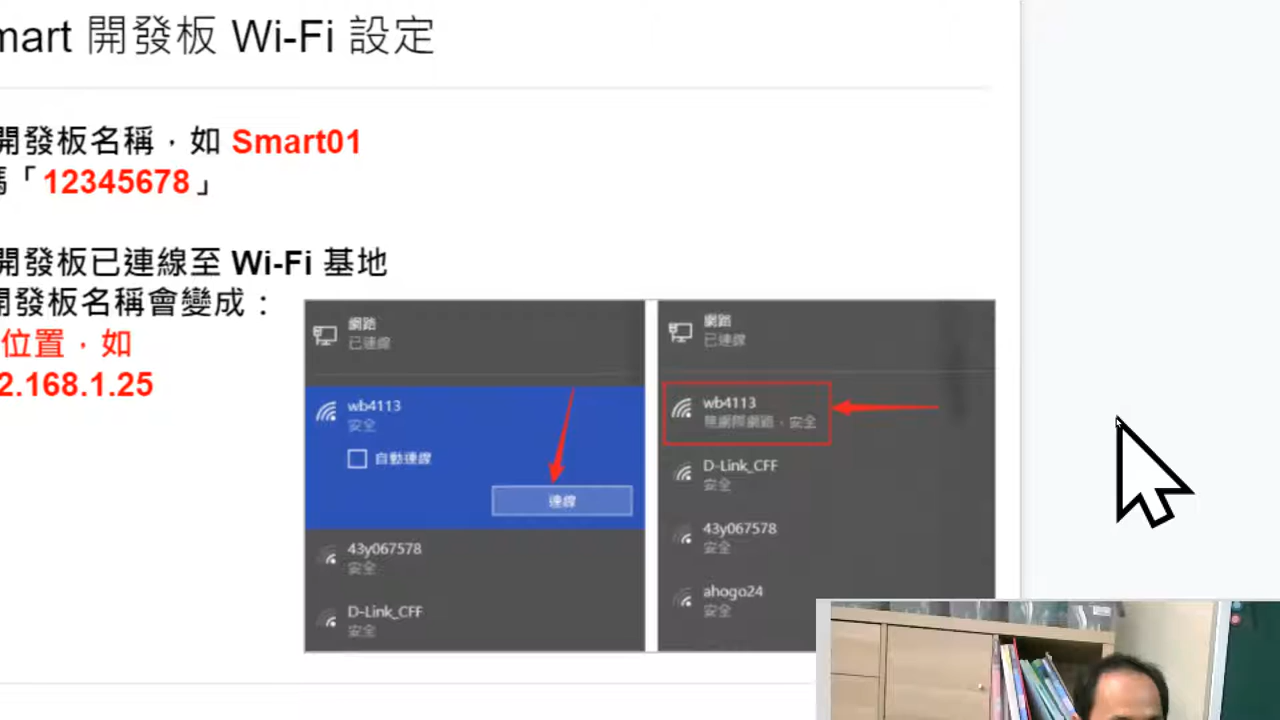 mart 開發板 Wi-Fi 設定
開發板名稱，如 Smart01
「12345678」
開發板已連線至 Wi-Fi 基地
開發板名稱會變成：
位置，如
2.168.1.25
網路
已連線
wb4113
安全
自動連線
連線
43y067578
安全
D-Link_CFF
安全
網路
已連線
wb4113
無網際網路，安全
D-Link_CFF
安全
43y067578
安全
ahogo24
安全